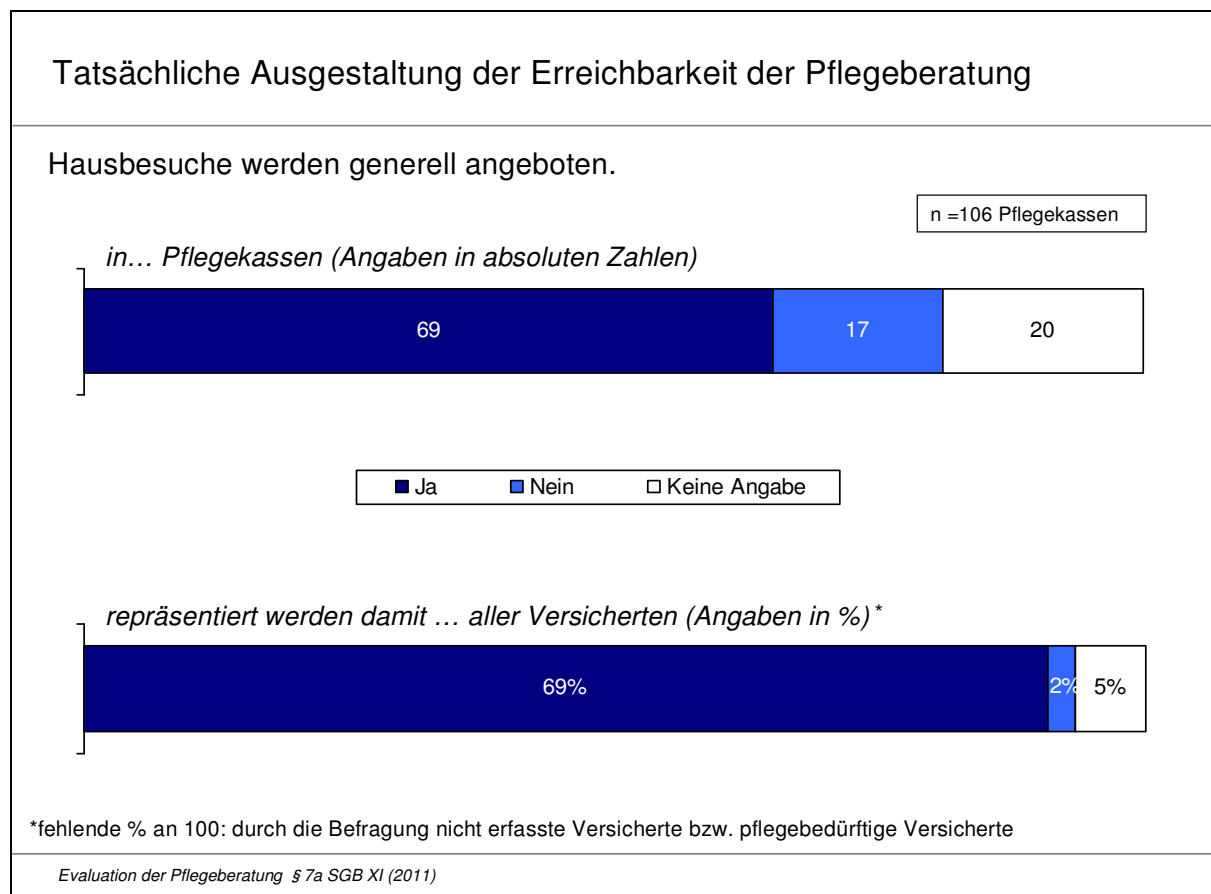 Tatsächliche Ausgestaltung der Erreichbarkeit der Pflegeberatung
Hausbesuche werden generell angeboten.
n =106 Pflegekassen
in… Pflegekassen (Angaben in absoluten Zahlen)
69 17 20
Ja Nein Keine Angabe
repräsentiert werden damit … aller Versicherten (Angaben in %)*
69% 2% 5%
*fehlende % an 100: durch die Befragung nicht erfasste Versicherte bzw. pflegebedürftige Versicherte
Evaluation der Pflegeberatung § 7a SGB XI (2011)